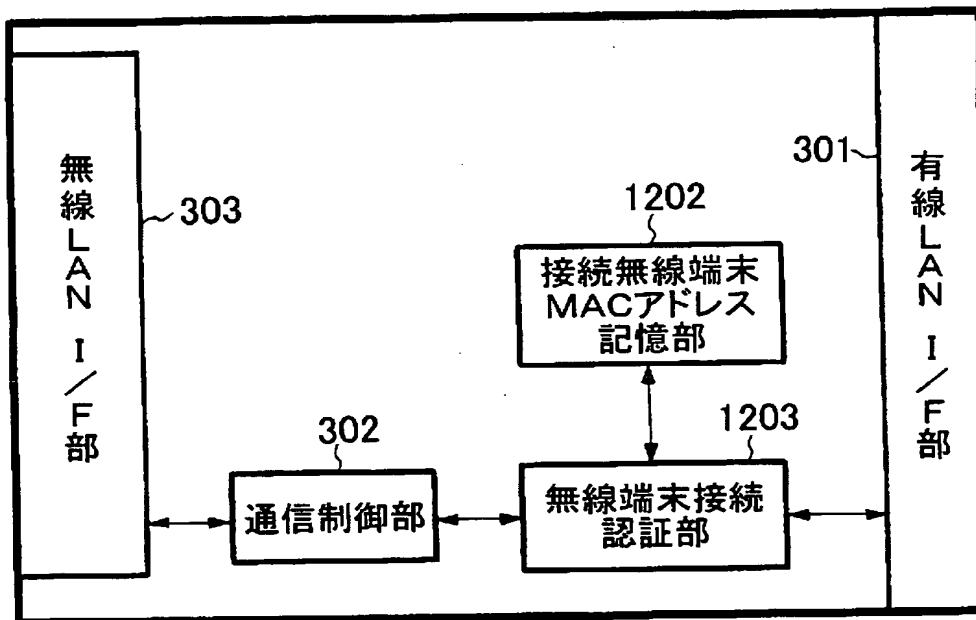 無線LAN I/F部
303
302
通信制御部
1202
接続無線端末
MACアドレス
記憶部
1203
無線端末接続
認証部
301
有線LAN I/F部